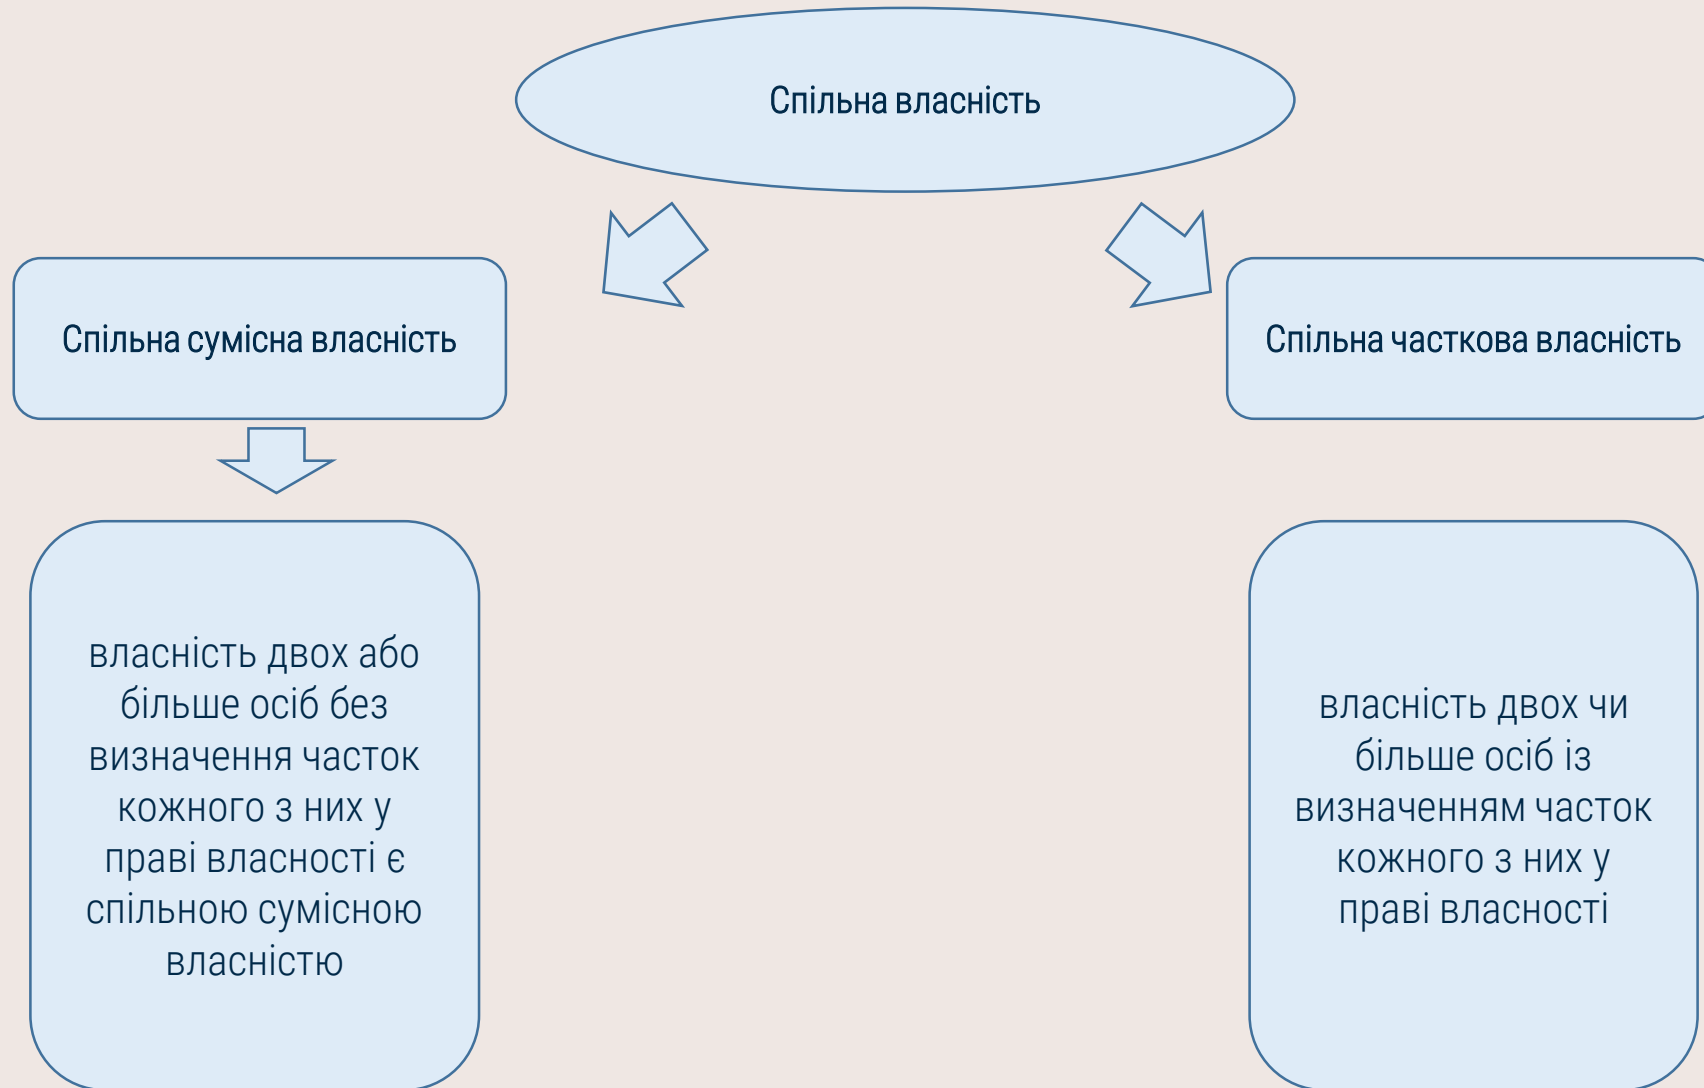 Спільна власність
Спільна сумісна власність
Спільна часткова власність
власність двох або
більше осіб без
визначення часток
кожного з них у
праві власності є
спільною сумісною
власністю
власність двох чи
більше осіб із
визначенням часток
кожного з них у
праві власності